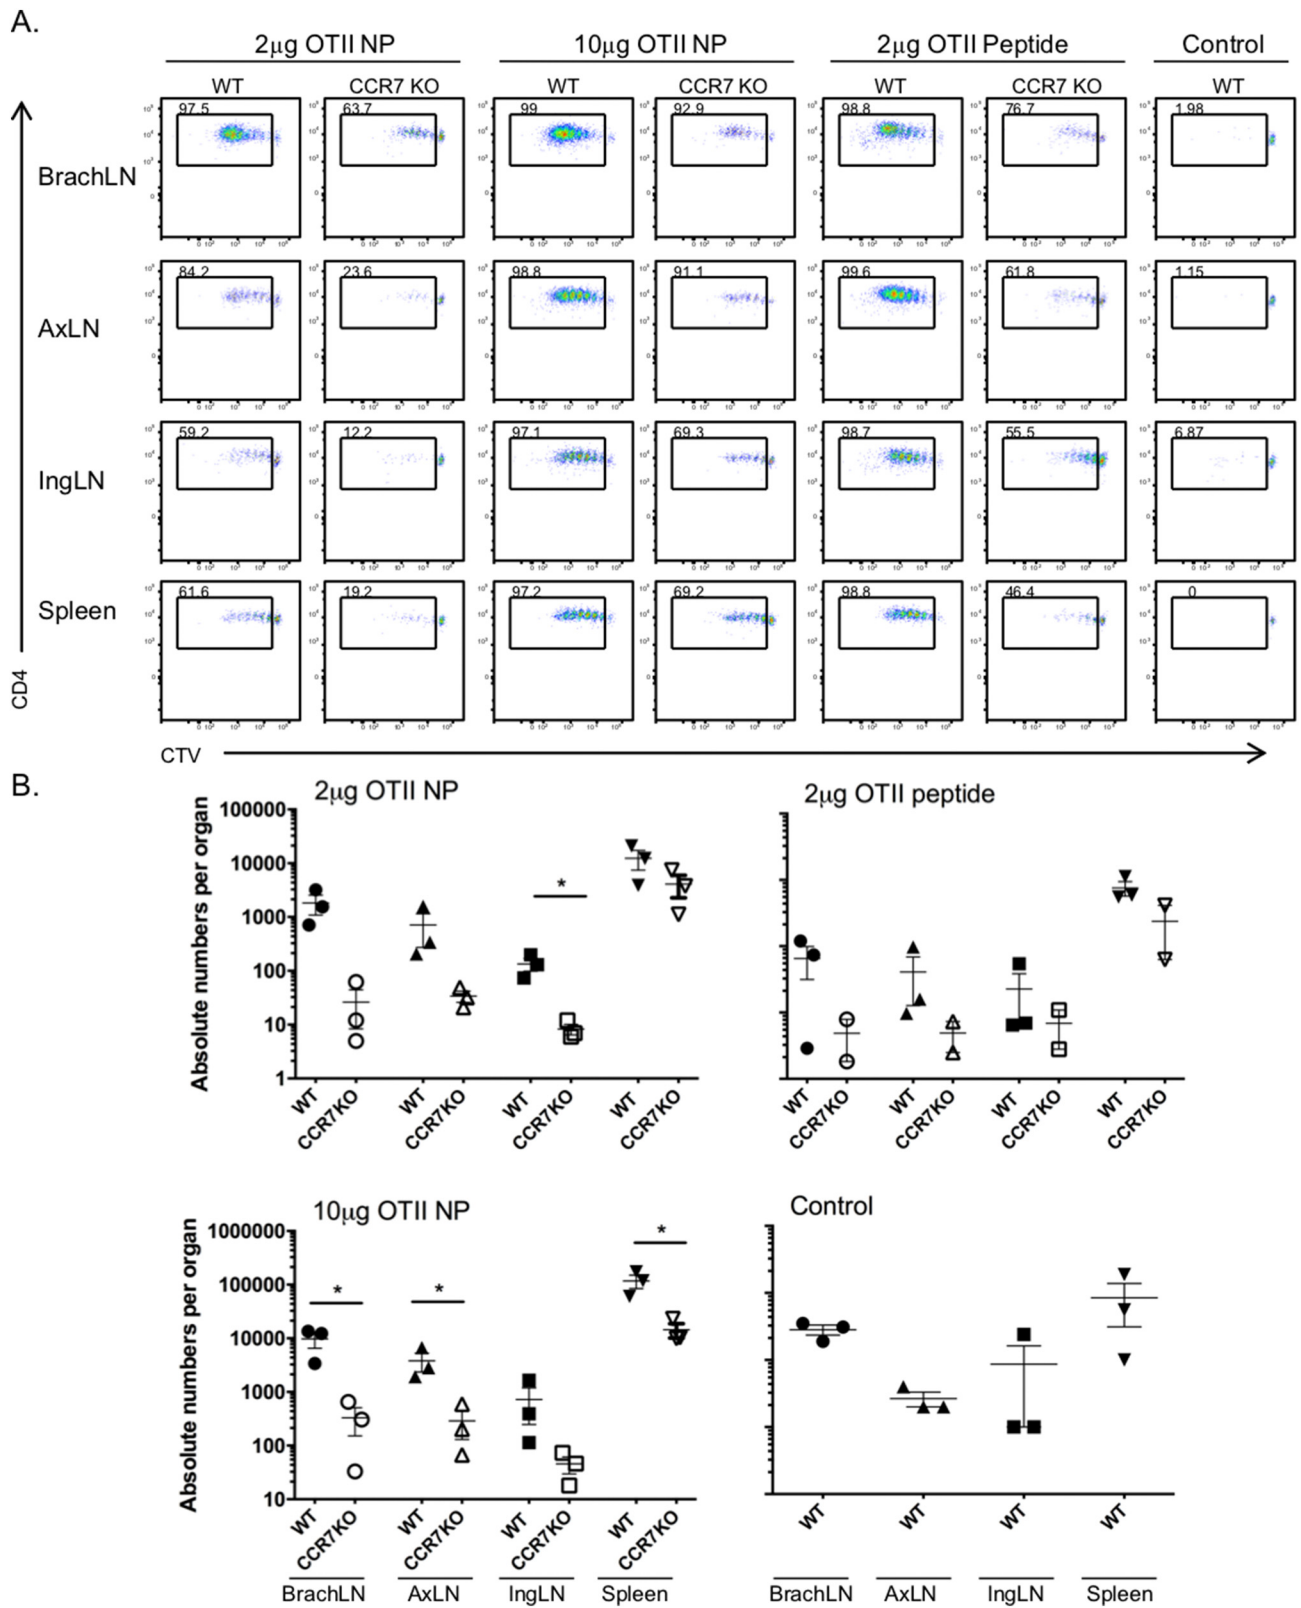 A.
2μg OTII NP 10μg OTII NP 2μg OTII Peptide Control
WT CCR7 KO WT CCR7 KO WT CCR7 KO WT
BrachLN 97.5 63.7 99 92.9 98.8 76.7 1.98
AxLN 84.2 23.6 98.8 91.1 99.6 61.8 1.15
IngLN 59.2 12.2 97.1 69.3 98.7 55.5 6.87
Spleen 61.6 19.2 97.2 69.2 98.8 46.4 0
CD4
CTV
B.
2μg OTII NP 2μg OTII peptide
Absolute numbers per organ
100000
10000
1000
100
10
1
*
WT CCR7KO WT CCR7KO WT CCR7KO WT CCR7KO
WT CCR7KO WT CCR7KO WT CCR7KO WT CCR7KO
10μg OTII NP Control
Absolute numbers per organ
1000000
100000
10000
1000
100
10
* * *
WT CCR7KO WT CCR7KO WT CCR7KO WT CCR7KO
WT WT WT WT
BrachLN AxLN IngLN Spleen BrachLN AxLN IngLN Spleen